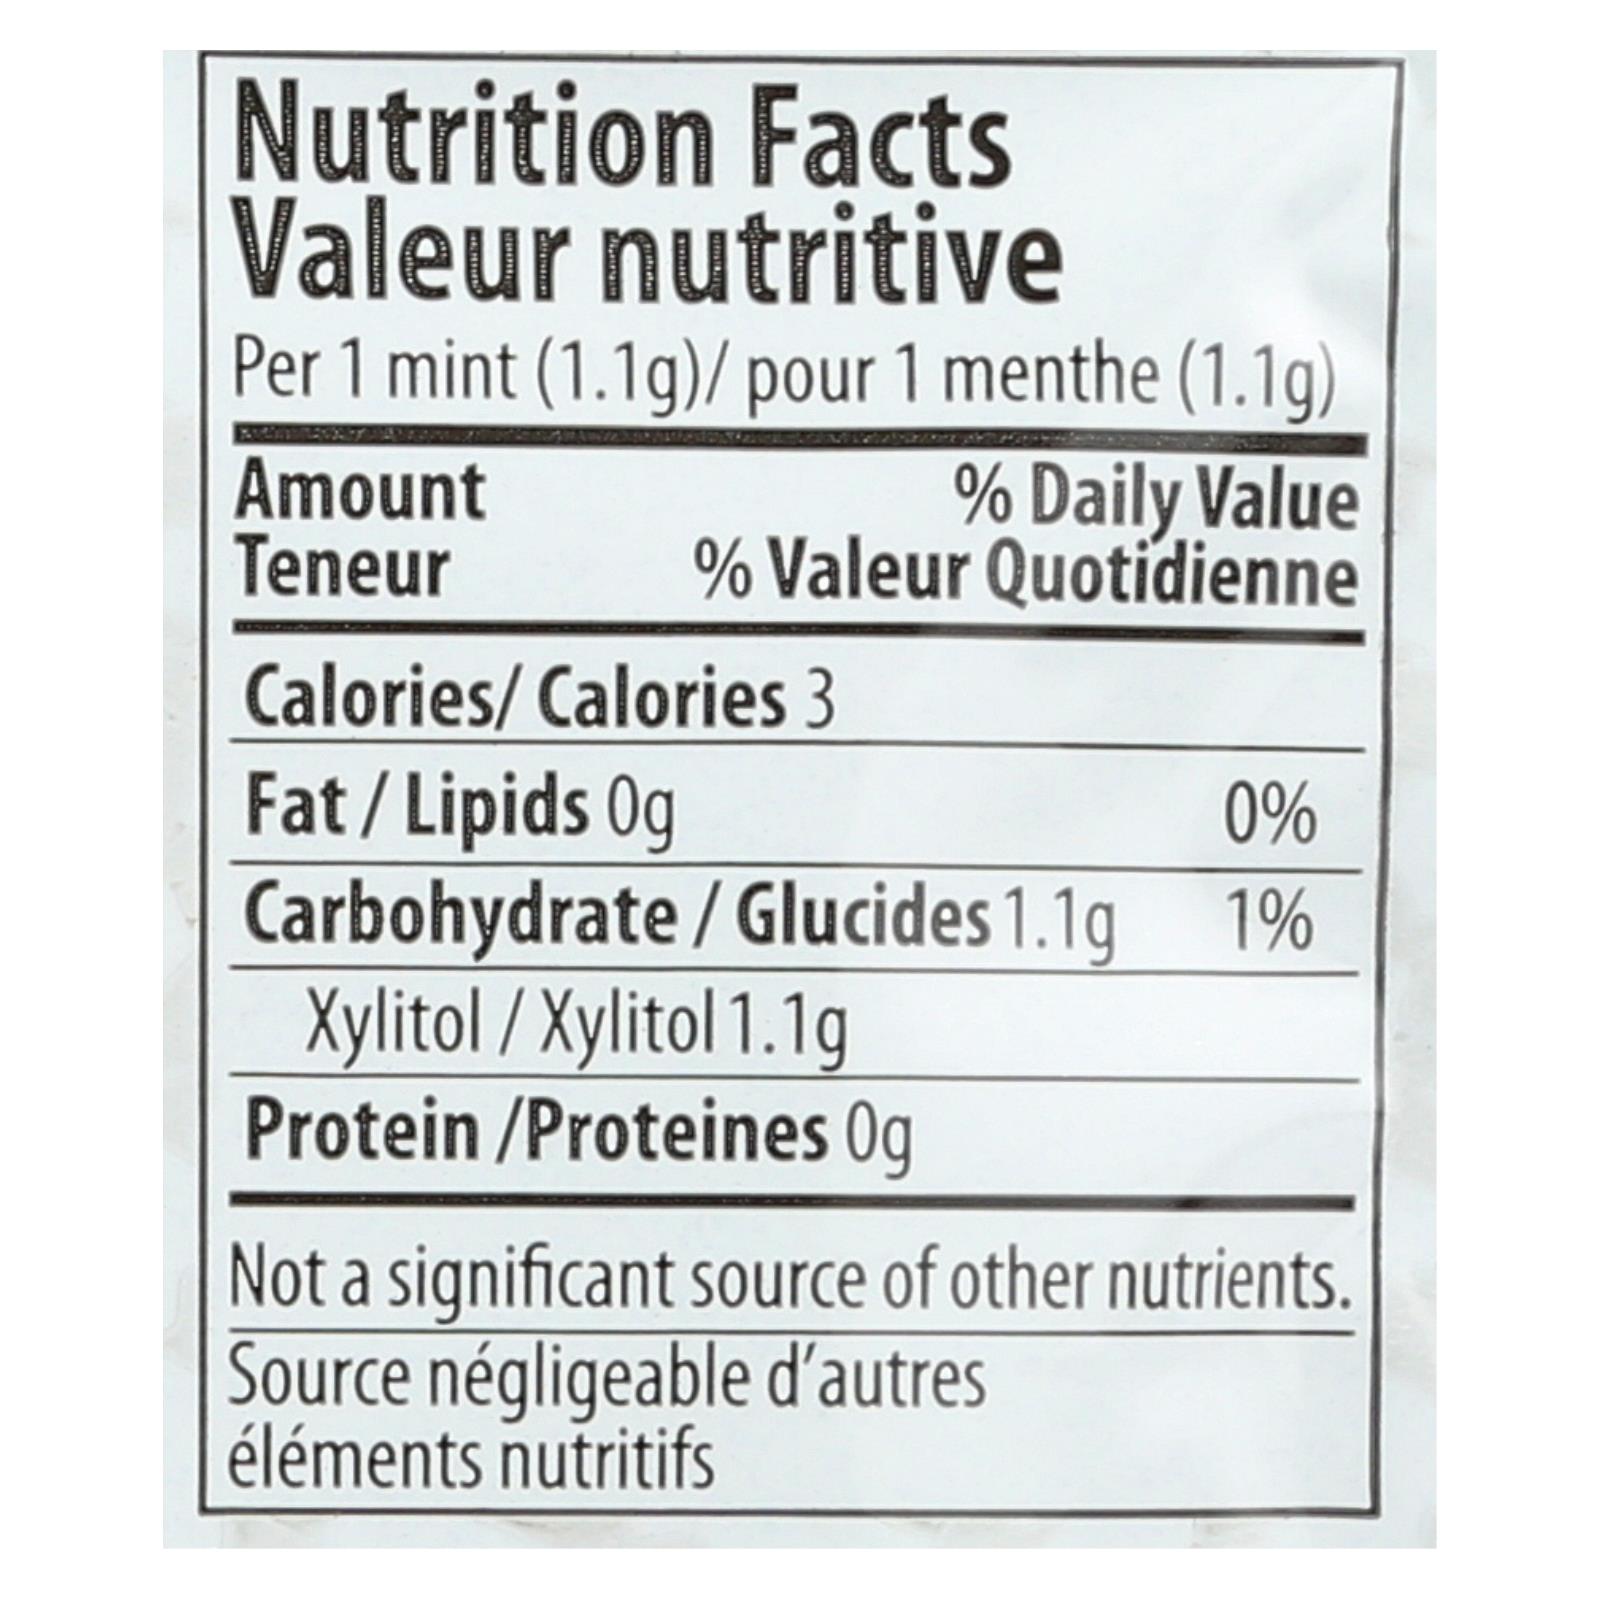 Nutrition Facts
Valeur nutritive
Per 1 mint (1.1g)/ pour 1 menthe (1.1g)
Amount % Daily Value
Teneur % Valeur Quotidienne
Calories/ Calories 3
Fat / Lipids 0g 0%
Carbohydrate / Glucides 1.1g 1%
Xylitol / Xylitol 1.1g
Protein /Proteines 0g
Not a significant source of other nutrients.
Source négligeable d'autres
éléments nutritifs